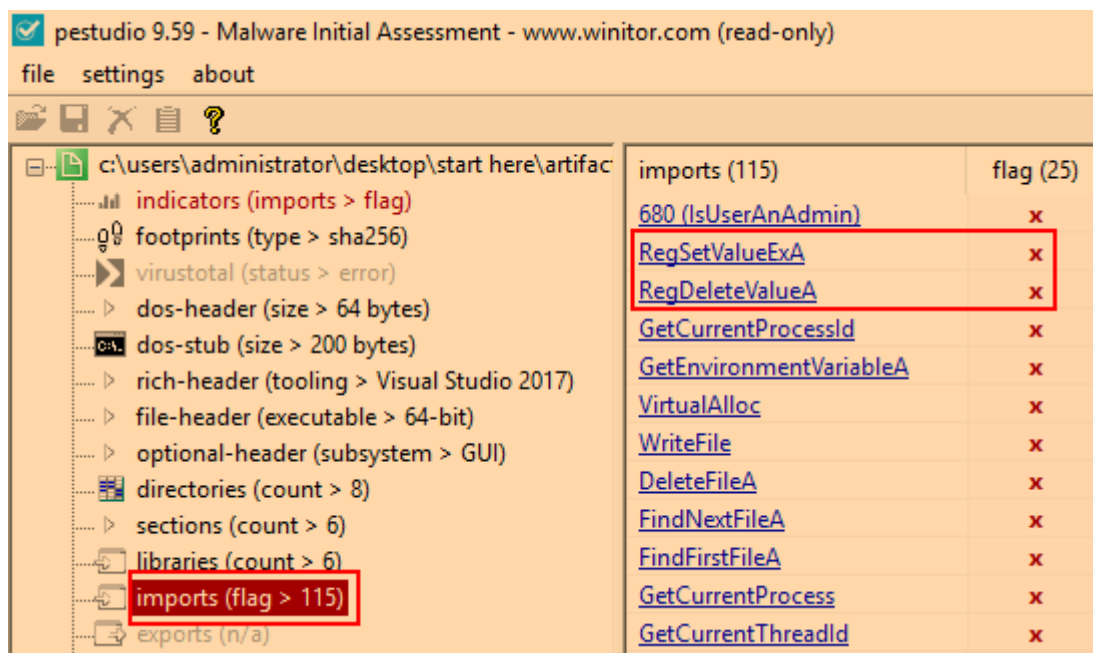 pestudio 9.59 - Malware Initial Assessment - www.winitor.com (read-only)
file settings about
c:\users\administrator\desktop\start here\artifac
indicators (imports > flag)
footprints (type > sha256)
virustotal (status > error)
dos-header (size > 64 bytes)
dos-stub (size > 200 bytes)
rich-header (tooling > Visual Studio 2017)
file-header (executable > 64-bit)
optional-header (subsystem > GUI)
directories (count > 8)
sections (count > 6)
libraries (count > 6)
imports (flag > 115)
exports (n/a)
imports (115) flag (25)
680 (IsUserAnAdmin) x
RegSetValueExA x
RegDeleteValueA x
GetCurrentProcessId x
GetEnvironmentVariableA x
VirtualAlloc x
WriteFile x
DeleteFileA x
FindNextFileA x
FindFirstFileA x
GetCurrentProcess x
GetCurrentThreadId x